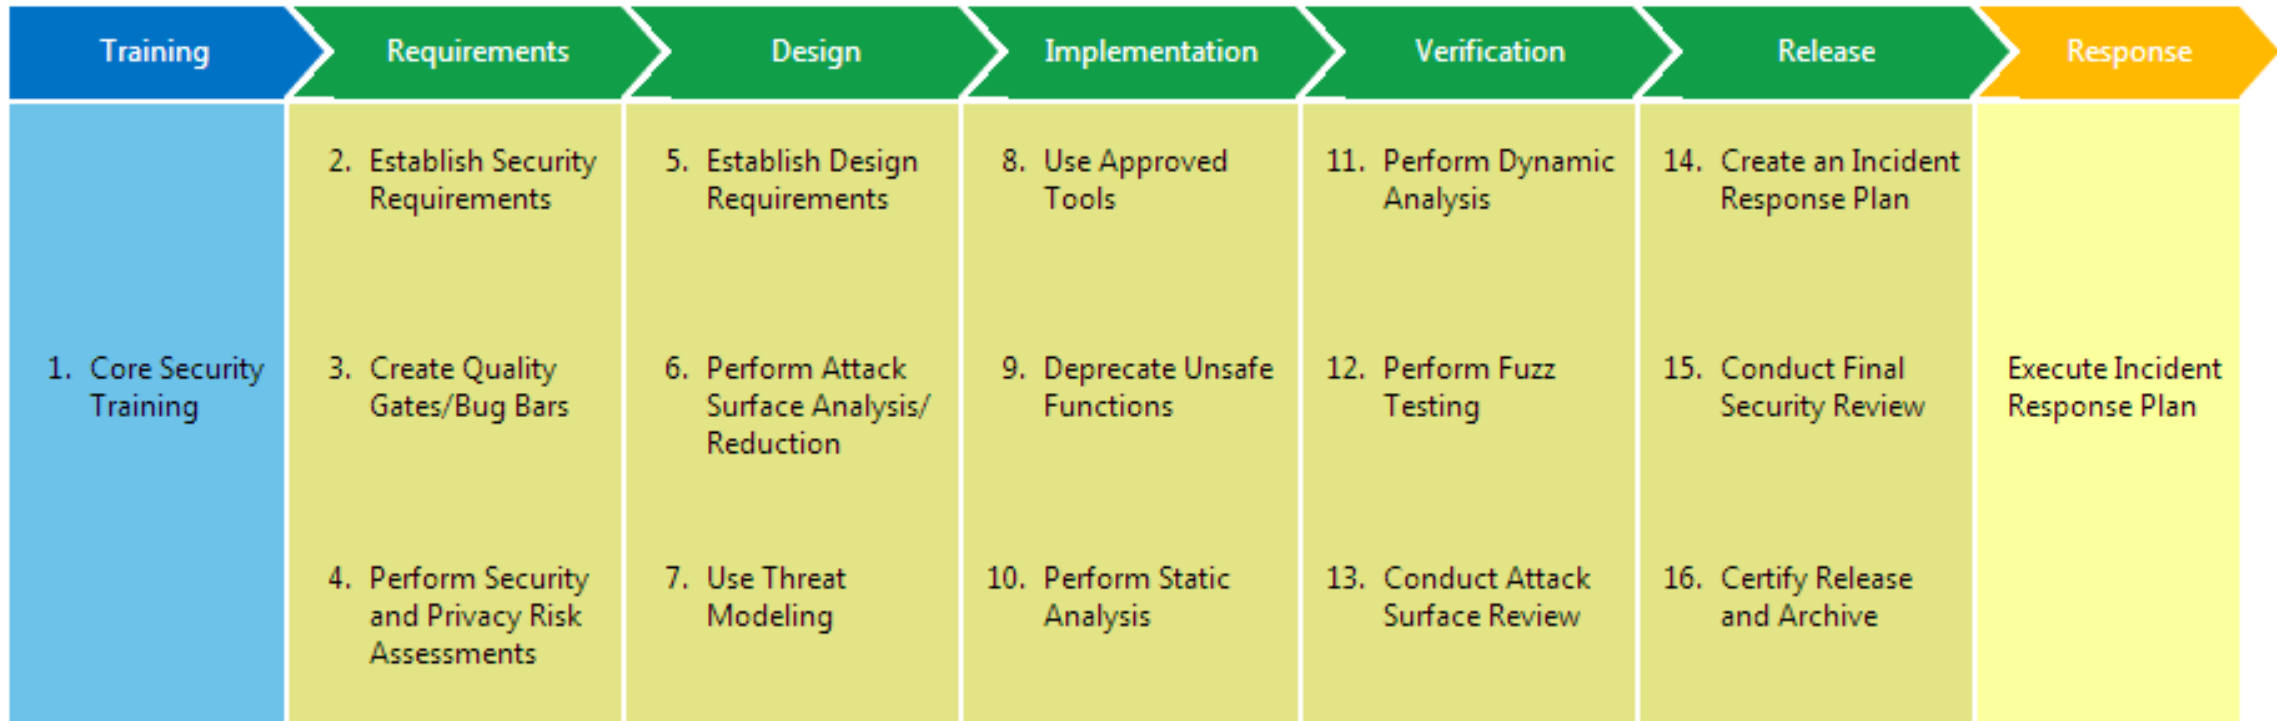 Training
Requirements
Design
Implementation
Verification
Release
Response
1. Core Security
Training
2. Establish Security
Requirements
3. Create Quality
Gates/Bug Bars
4. Perform Security
and Privacy Risk
Assessments
5. Establish Design
Requirements
6. Perform Attack
Surface Analysis/
Reduction
7. Use Threat
Modeling
8. Use Approved
Tools
9. Deprecate Unsafe
Functions
10. Perform Static
Analysis
11. Perform Dynamic
Analysis
12. Perform Fuzz
Testing
13. Conduct Attack
Surface Review
14. Create an Incident
Response Plan
15. Conduct Final
Security Review
16. Certify Release
and Archive
Execute Incident
Response Plan